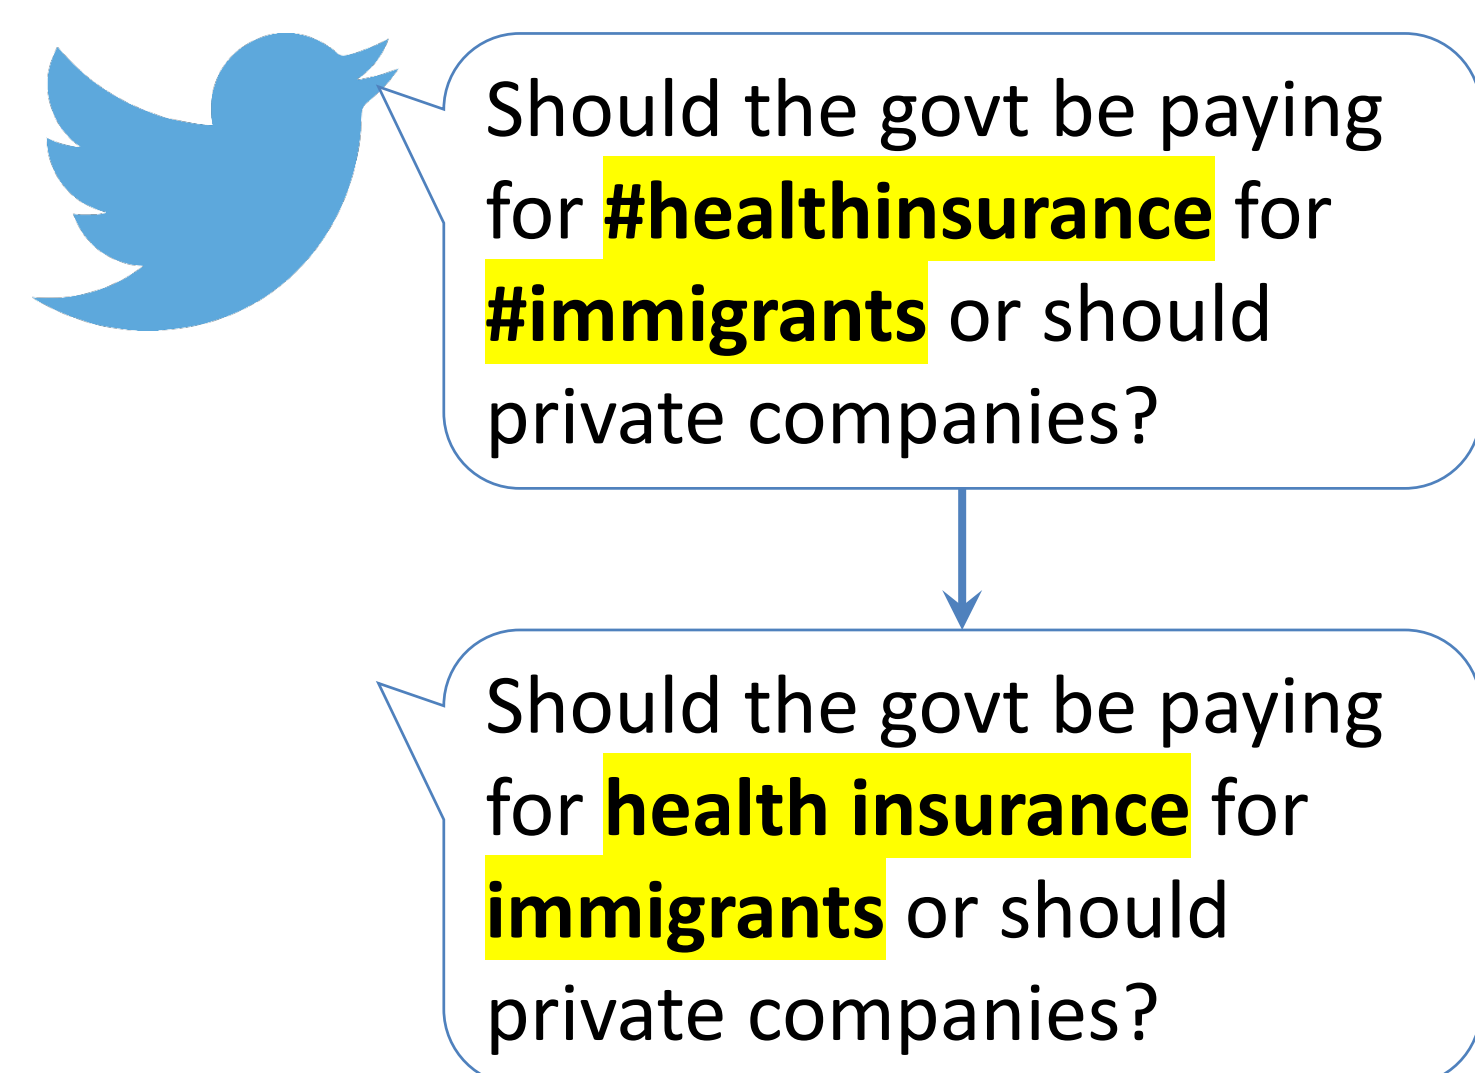 Should the govt be paying
for #healthinsurance for
#immigrants or should
private companies?
Should the govt be paying
for health insurance for
immigrants or should
private companies?